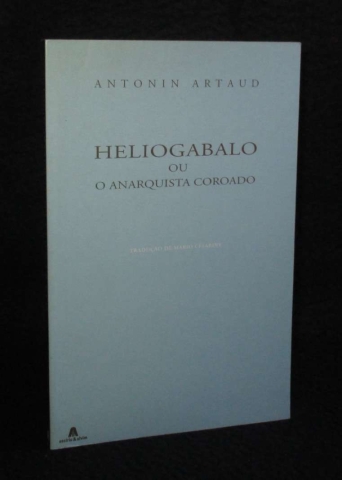 ANTONIN ARTAUD
HELIOGABALO
OU
O ANARQUISTA COROADO
A